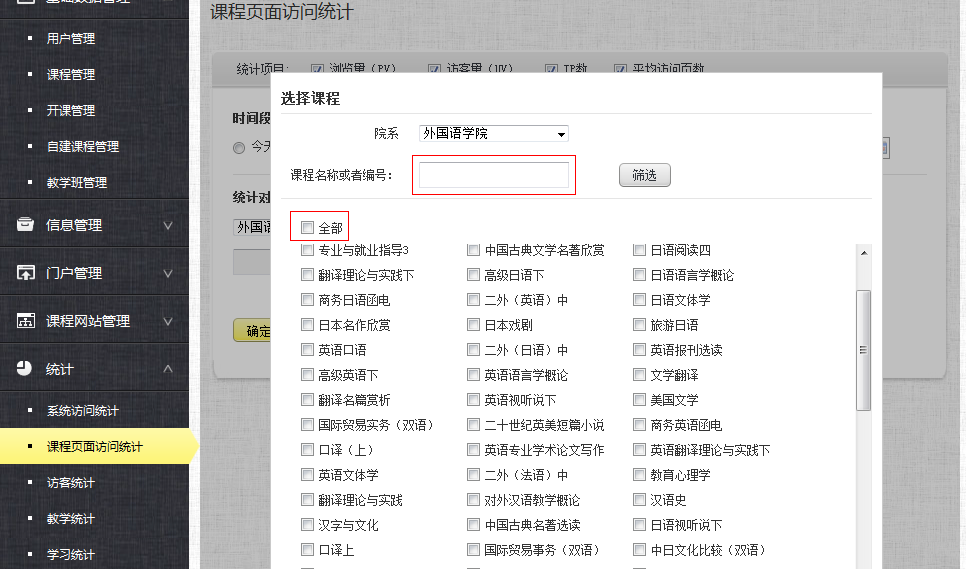 基础数据管理
用户管理
课程管理
开课管理
自建课程管理
教学班管理
信息管理
门户管理
课程网站管理
统计
系统访问统计
课程页面访问统计
访客统计
教学统计
学习统计
课程页面访问统计
统计项目: 浏览量（PV） 访客量（UV） IP数 平均访问页数
时间段
今天
统计对
外国语
确定
选择课程
院系 外国语学院
课程名称或者编号： 筛选
全部
专业与就业指导3 中国古典文学名著欣赏 日语阅读四
翻译理论与实践下 高级日语下 日语语言学概论
商务日语函电 二外（英语）中 日语文体学
日本名作欣赏 日本戏剧 旅游日语
英语口语 二外（日语）中 英语报刊选读
高级英语下 英语语言学概论 文学翻译
翻译名篇赏析 英语视听说下 美国文学
国际贸易实务（双语） 二十世纪英美短篇小说 商务英语函电
口译（上） 英语专业学术论文写作 英语翻译理论与实践下
英语文体学 二外（法语）中 教育心理学
翻译理论与实践 对外汉语教学概论 汉语史
汉字与文化 中国古典名著选读 日语视听说下
口译上 国际贸易事务（双语） 中日文化比较（双语）